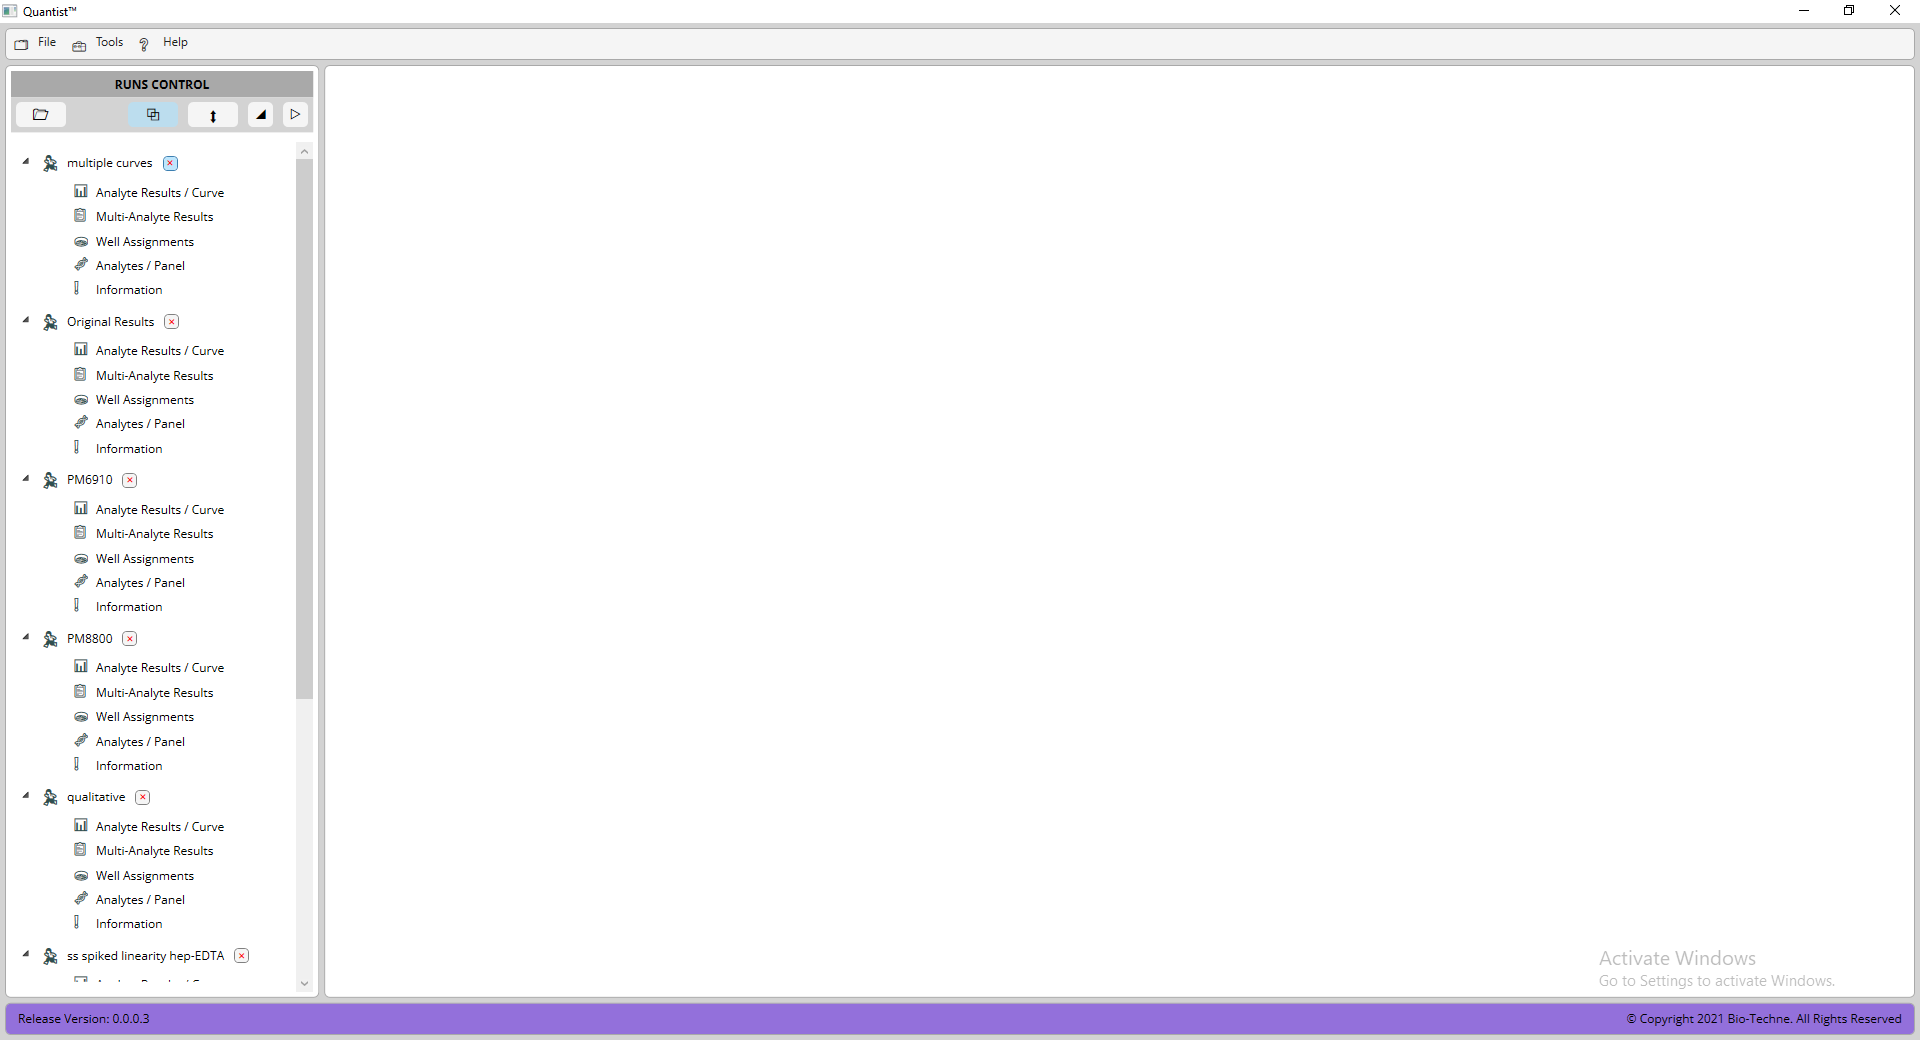 Quantist™
File Tools Help
RUNS CONTROL
multiple curves
Analyte Results / Curve
Multi-Analyte Results
Well Assignments
Analytes / Panel
Information
Original Results
Analyte Results / Curve
Multi-Analyte Results
Well Assignments
Analytes / Panel
Information
PM6910
Analyte Results / Curve
Multi-Analyte Results
Well Assignments
Analytes / Panel
Information
PM8800
Analyte Results / Curve
Multi-Analyte Results
Well Assignments
Analytes / Panel
Information
qualitative
Analyte Results / Curve
Multi-Analyte Results
Well Assignments
Analytes / Panel
Information
ss spiked linearity hep-EDTA
Activate Windows
Go to Settings to activate Windows.
Release Version: 0.0.0.3
© Copyright 2021 Bio-Techne. All Rights Reserved